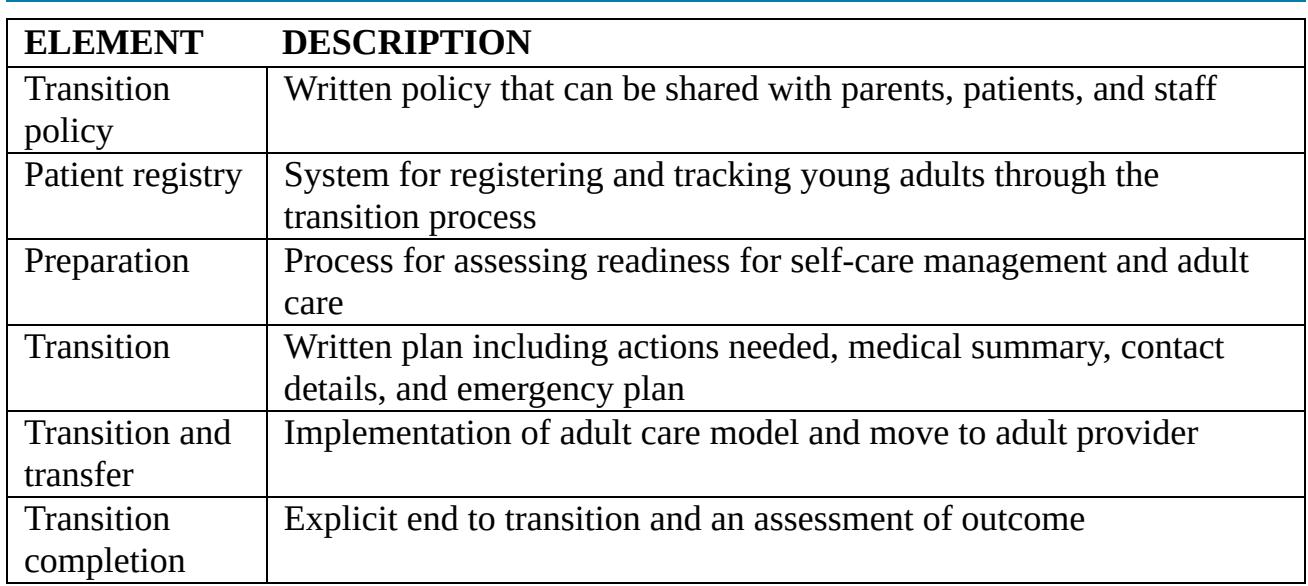 ELEMENT DESCRIPTION
Transition policy Written policy that can be shared with parents, patients, and staff
Patient registry System for registering and tracking young adults through the
transition process
Preparation Process for assessing readiness for self-care management and adult
care
Transition Written plan including actions needed, medical summary, contact
details, and emergency plan
Transition and transfer Implementation of adult care model and move to adult provider
Transition completion Explicit end to transition and an assessment of outcome